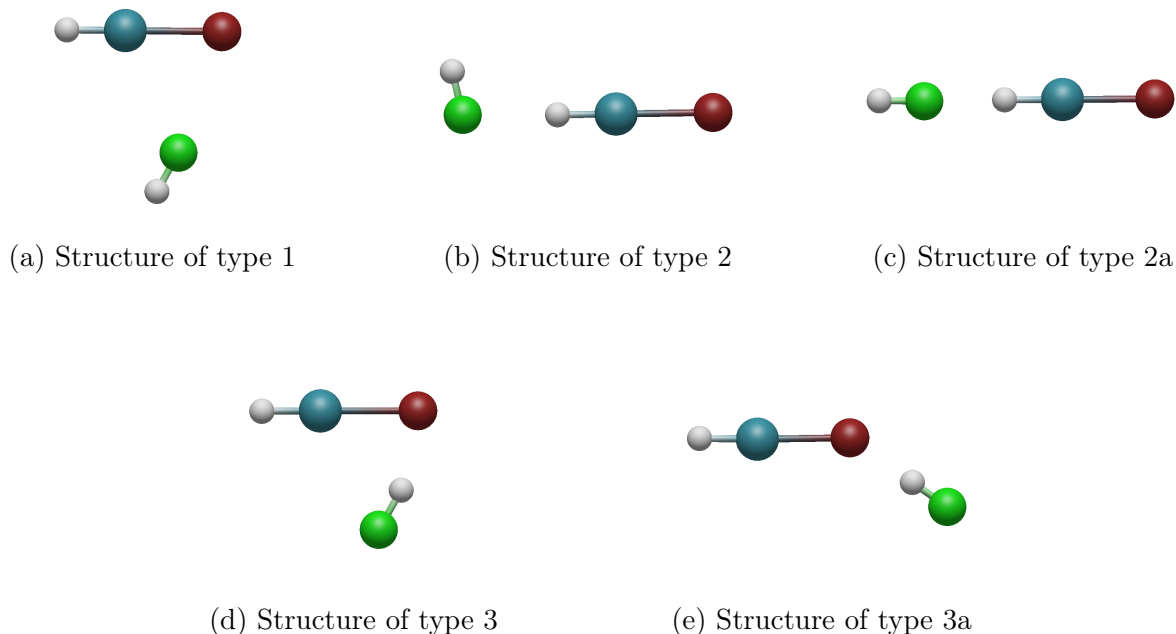 (a) Structure of type 1
(b) Structure of type 2
(c) Structure of type 2a
(d) Structure of type 3
(e) Structure of type 3a